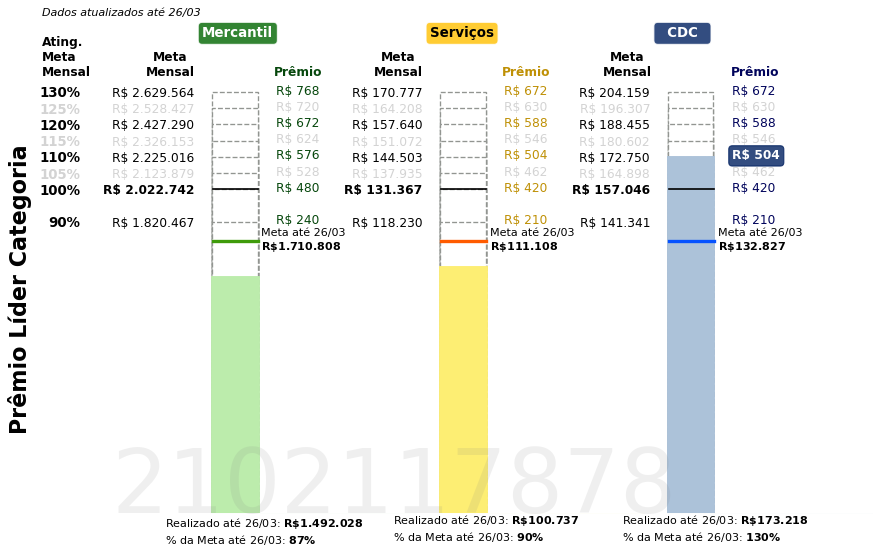 Dados atualizados até 26/03
Mercantil Serviços CDC
Ating. Meta Mensal
Meta Mensal Prêmio Meta Mensal Prêmio Meta Mensal Prêmio
130% R$ 2.629.564 R$ 768 R$ 170.777 R$ 672 R$ 204.159 R$ 672
125% R$ 2.528.427 R$ 720 R$ 164.208 R$ 630 R$ 196.307 R$ 630
120% R$ 2.427.290 R$ 672 R$ 157.640 R$ 588 R$ 188.455 R$ 588
115% R$ 2.326.153 R$ 624 R$ 151.072 R$ 546 R$ 180.602 R$ 546
110% R$ 2.225.016 R$ 576 R$ 144.503 R$ 504 R$ 172.750 R$ 504
105% R$ 2.123.879 R$ 528 R$ 137.935 R$ 462 R$ 164.898 R$ 462
100% R$ 2.022.742 R$ 480 R$ 131.367 R$ 420 R$ 157.046 R$ 420
90% R$ 1.820.467 R$ 240 R$ 118.230 R$ 210 R$ 141.341 R$ 210
Meta até 26/03 Meta até 26/03 Meta até 26/03
R$1.710.808 R$111.108 R$132.827
Prêmio Líder Categoria
2102117878
Realizado até 26/03: R$1.492.028 Realizado até 26/03: R$100.737 Realizado até 26/03: R$173.218
% da Meta até 26/03: 87% % da Meta até 26/03: 90% % da Meta até 26/03: 130%